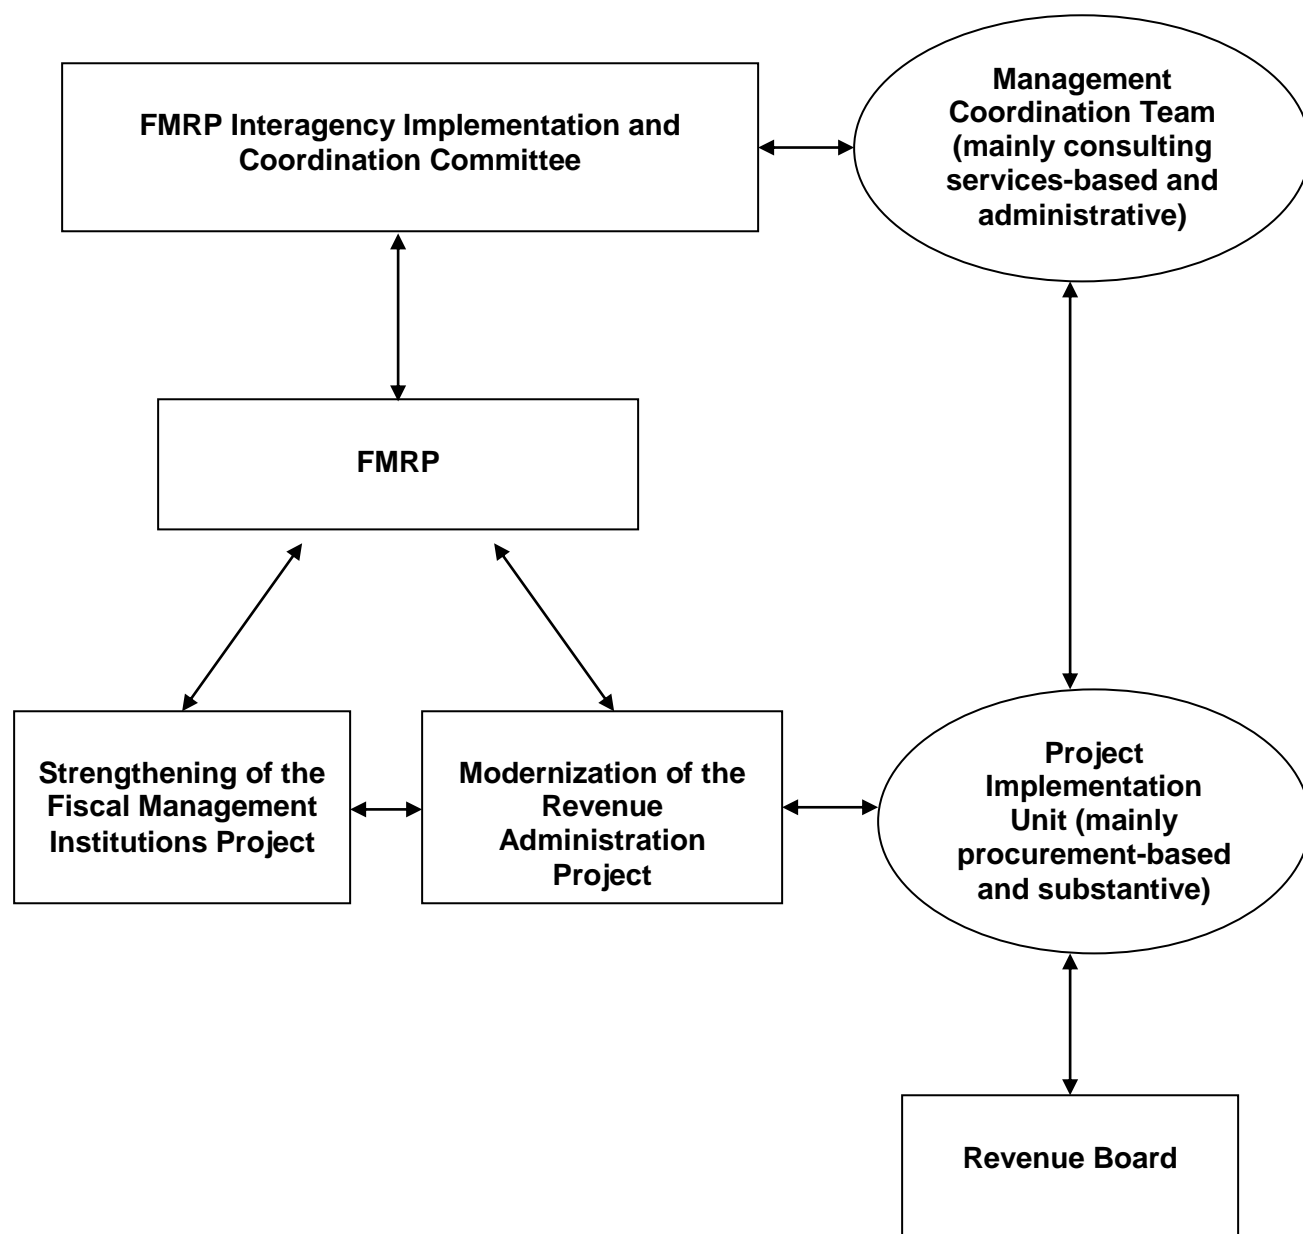 FMRP Interagency Implementation and
Coordination Committee
Management
Coordination Team
(mainly consulting
services-based and
administrative)
FMRP
Strengthening of the
Fiscal Management
Institutions Project
Modernization of the
Revenue
Administration
Project
Project
Implementation
Unit (mainly
procurement-based
and substantive)
Revenue Board